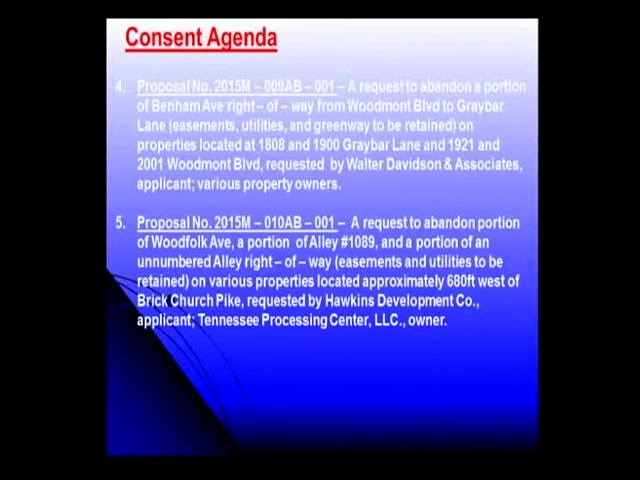 Consent Agenda
4. Proposal No. 2015M – 009AB – 001 – A request to abandon a portion
of Benham Ave right – of – way from Woodmont Blvd to Graybar
Lane (easements, utilities, and greenway to be retained) on
properties located at 1808 and 1900 Graybar Lane and 1921 and
2001 Woodmont Blvd, requested by Walter Davidson & Associates,
applicant; various property owners.
5. Proposal No. 2015M – 010AB – 001 – A request to abandon portion
of Woodfolk Ave, a portion of Alley #1089, and a portion of an
unnumbered Alley right – of – way (easements and utilities to be
retained) on various properties located approximately 680ft west of
Brick Church Pike, requested by Hawkins Development Co.,
applicant; Tennessee Processing Center, LLC., owner.